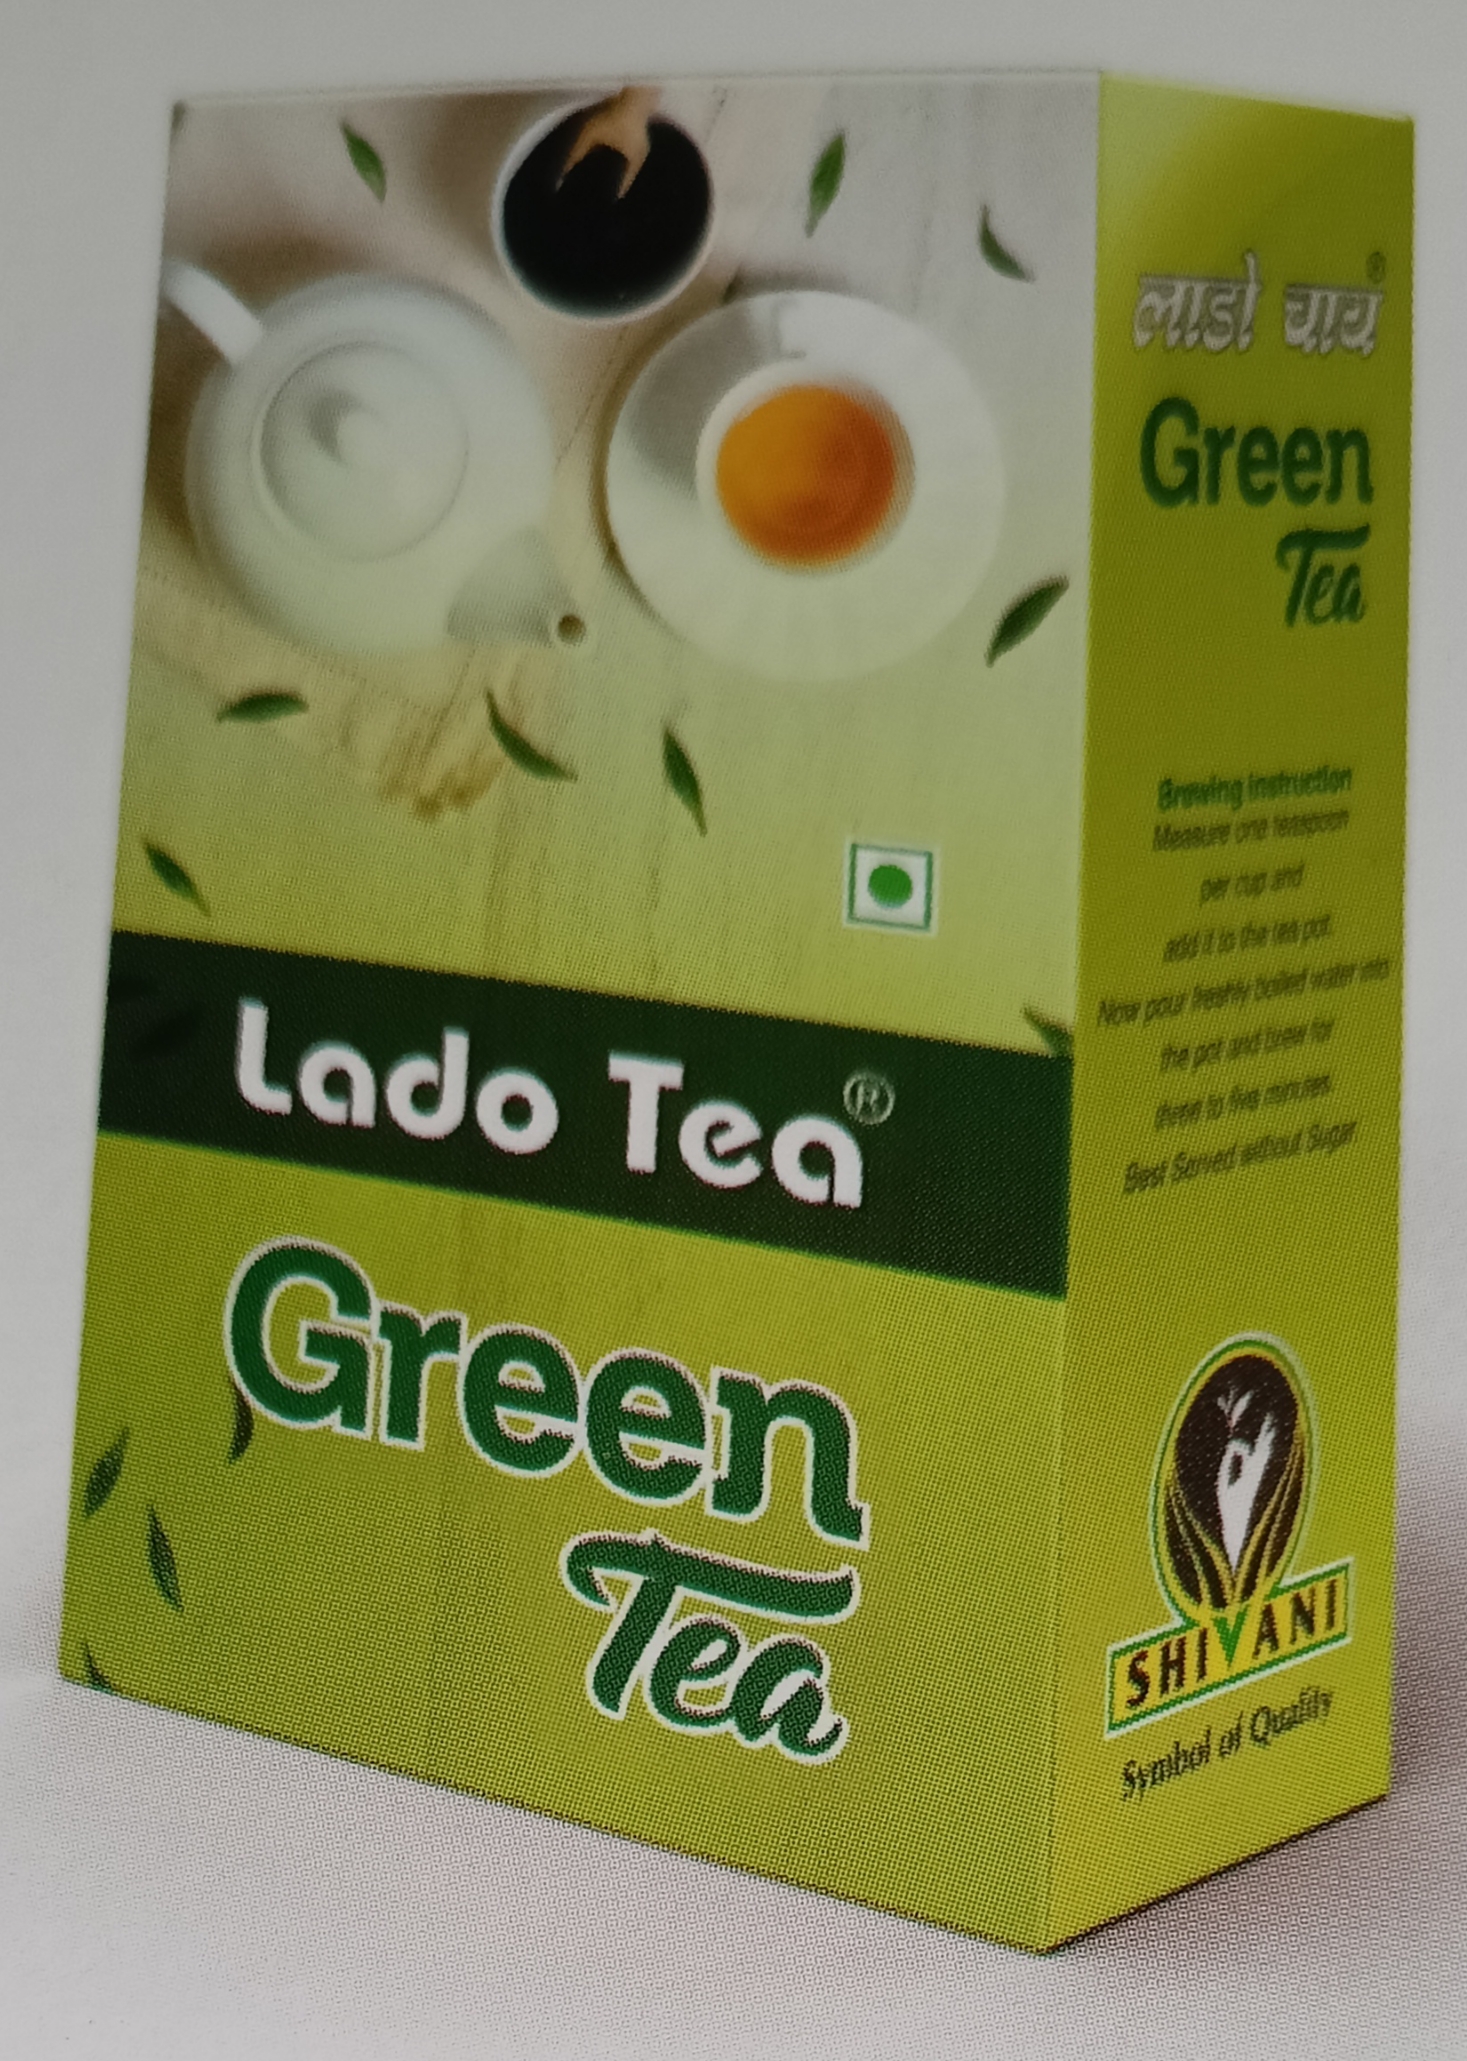 Lado Tea®
Green
Tea
लाडो चाय®
Green
Tea
Brewing Instruction
Measure one teaspoon
per cup and
add it to the tea pot.
Now pour freshly boiled water into
the pot and brew for
three to five minutes.
Best Served without Sugar
SHIVANI
Symbol of Quality